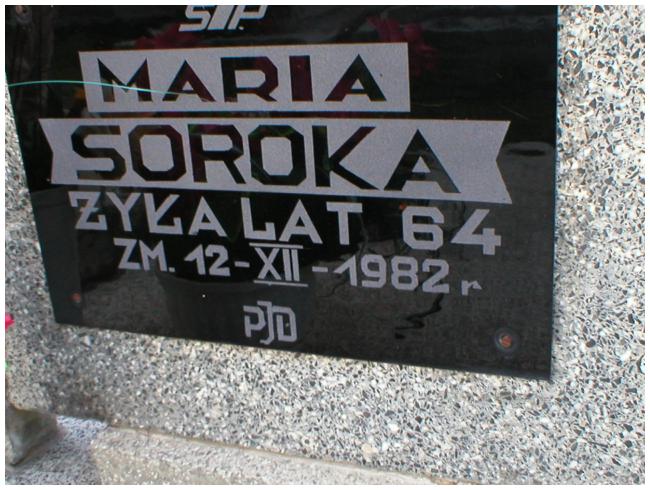 Ś.P.
MARIA
SOROKA
ŻYŁA LAT 64
ZM. 12-XII-1982 r
PJD